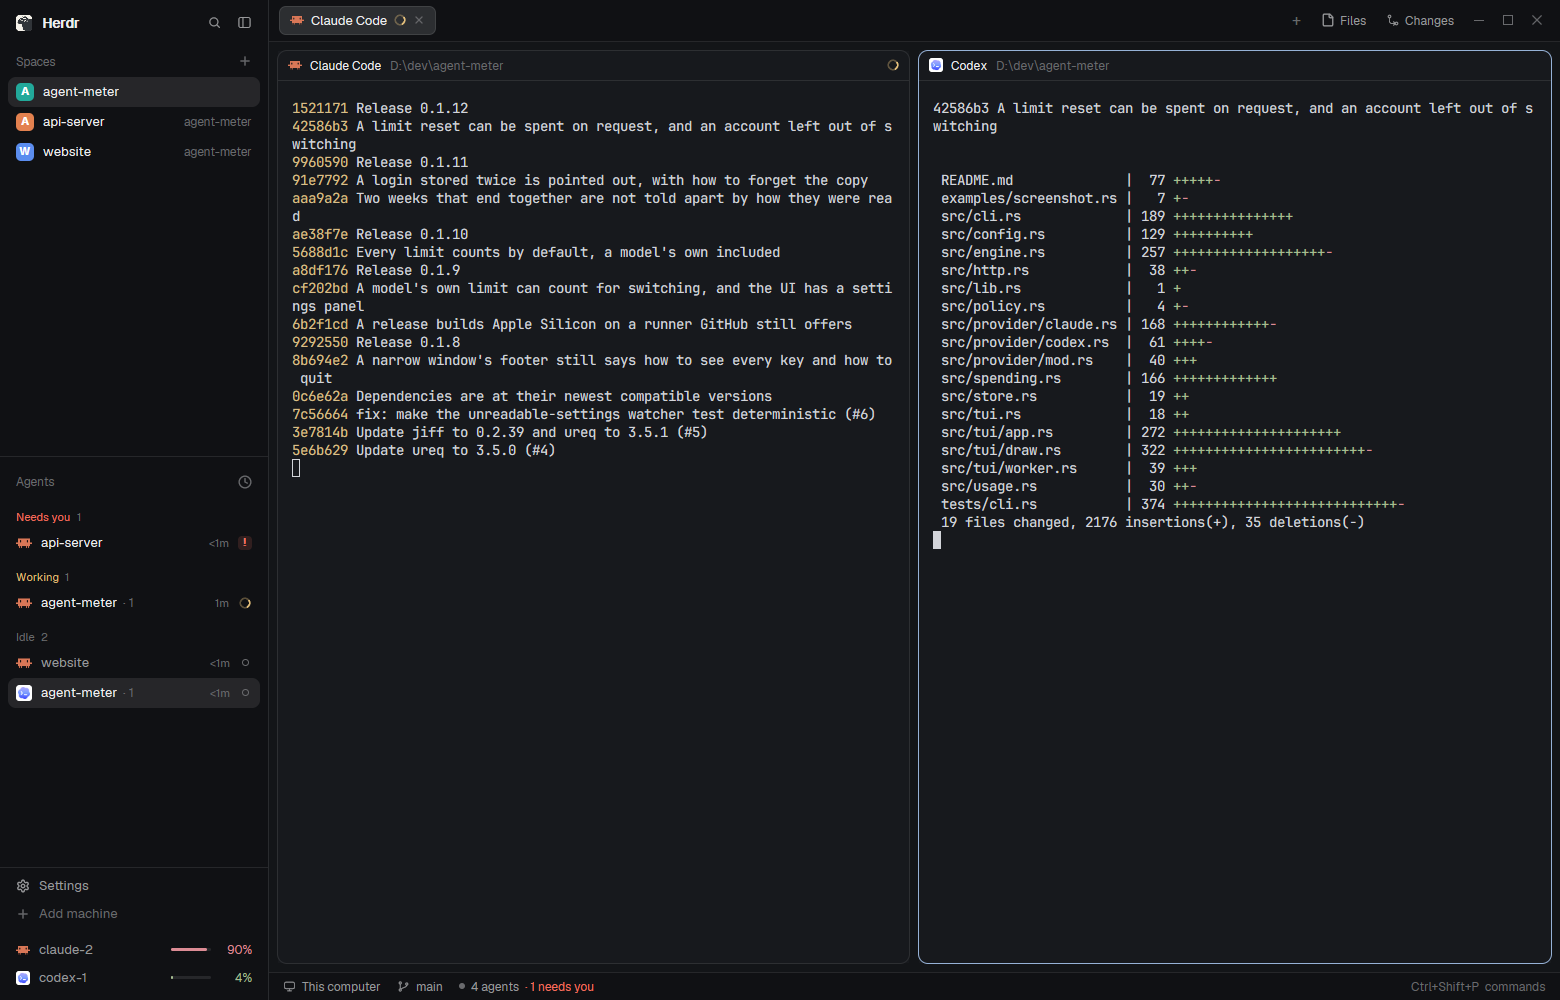 Herdr
Spaces
A agent-meter
A api-server agent-meter
W website agent-meter
Agents
Needs you 1
api-server <1m !
Working 1
agent-meter · 1 1m
Idle 2
website <1m
agent-meter · 1 <1m
Settings
+ Add machine
claude-2 90%
codex-1 4%
Claude Code ×
+ Files Changes
Claude Code D:\dev\agent-meter
1521171 Release 0.1.12
42586b3 A limit reset can be spent on request, and an account left out of s
witching
9960590 Release 0.1.11
91e7792 A login stored twice is pointed out, with how to forget the copy
aaa9a2a Two weeks that end together are not told apart by how they were rea
d
ae38f7e Release 0.1.10
5688d1c Every limit counts by default, a model's own included
a8df176 Release 0.1.9
cf202bd A model's own limit can count for switching, and the UI has a setti
ngs panel
6b2f1cd A release builds Apple Silicon on a runner GitHub still offers
9292550 Release 0.1.8
8b694e2 A narrow window's footer still says how to see every key and how to
quit
0c6e62a Dependencies are at their newest compatible versions
7c56664 fix: make the unreadable-settings watcher test deterministic (#6)
3e7814b Update jiff to 0.2.39 and ureq to 3.5.1 (#5)
5e6b629 Update ureq to 3.5.0 (#4)
Codex D:\dev\agent-meter
42586b3 A limit reset can be spent on request, and an account left out of s
witching
README.md | 77 +++++-
examples/screenshot.rs | 7 +-
src/cli.rs | 189 +++++++++++++++
src/config.rs | 129 ++++++++++
src/engine.rs | 257 +++++++++++++++++++-
src/http.rs | 38 ++-
src/lib.rs | 1 +
src/policy.rs | 4 +-
src/provider/claude.rs | 168 ++++++++++++-
src/provider/codex.rs | 61 ++++-
src/provider/mod.rs | 40 +++
src/spending.rs | 166 +++++++++++++
src/store.rs | 19 ++
src/tui.rs | 18 ++
src/tui/app.rs | 272 +++++++++++++++++++++
src/tui/draw.rs | 322 ++++++++++++++++++++++++-
src/tui/worker.rs | 39 +++
src/usage.rs | 30 ++-
tests/cli.rs | 374 ++++++++++++++++++++++++++++-
19 files changed, 2176 insertions(+), 35 deletions(-)
This computer main 4 agents · 1 needs you
Ctrl+Shift+P commands